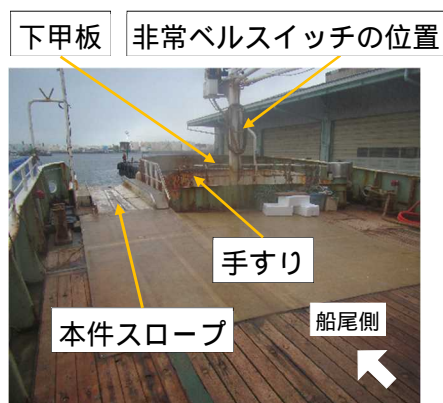 下甲板
非常ベルスイッチの位置
手すり
本件スロープ
船尾側